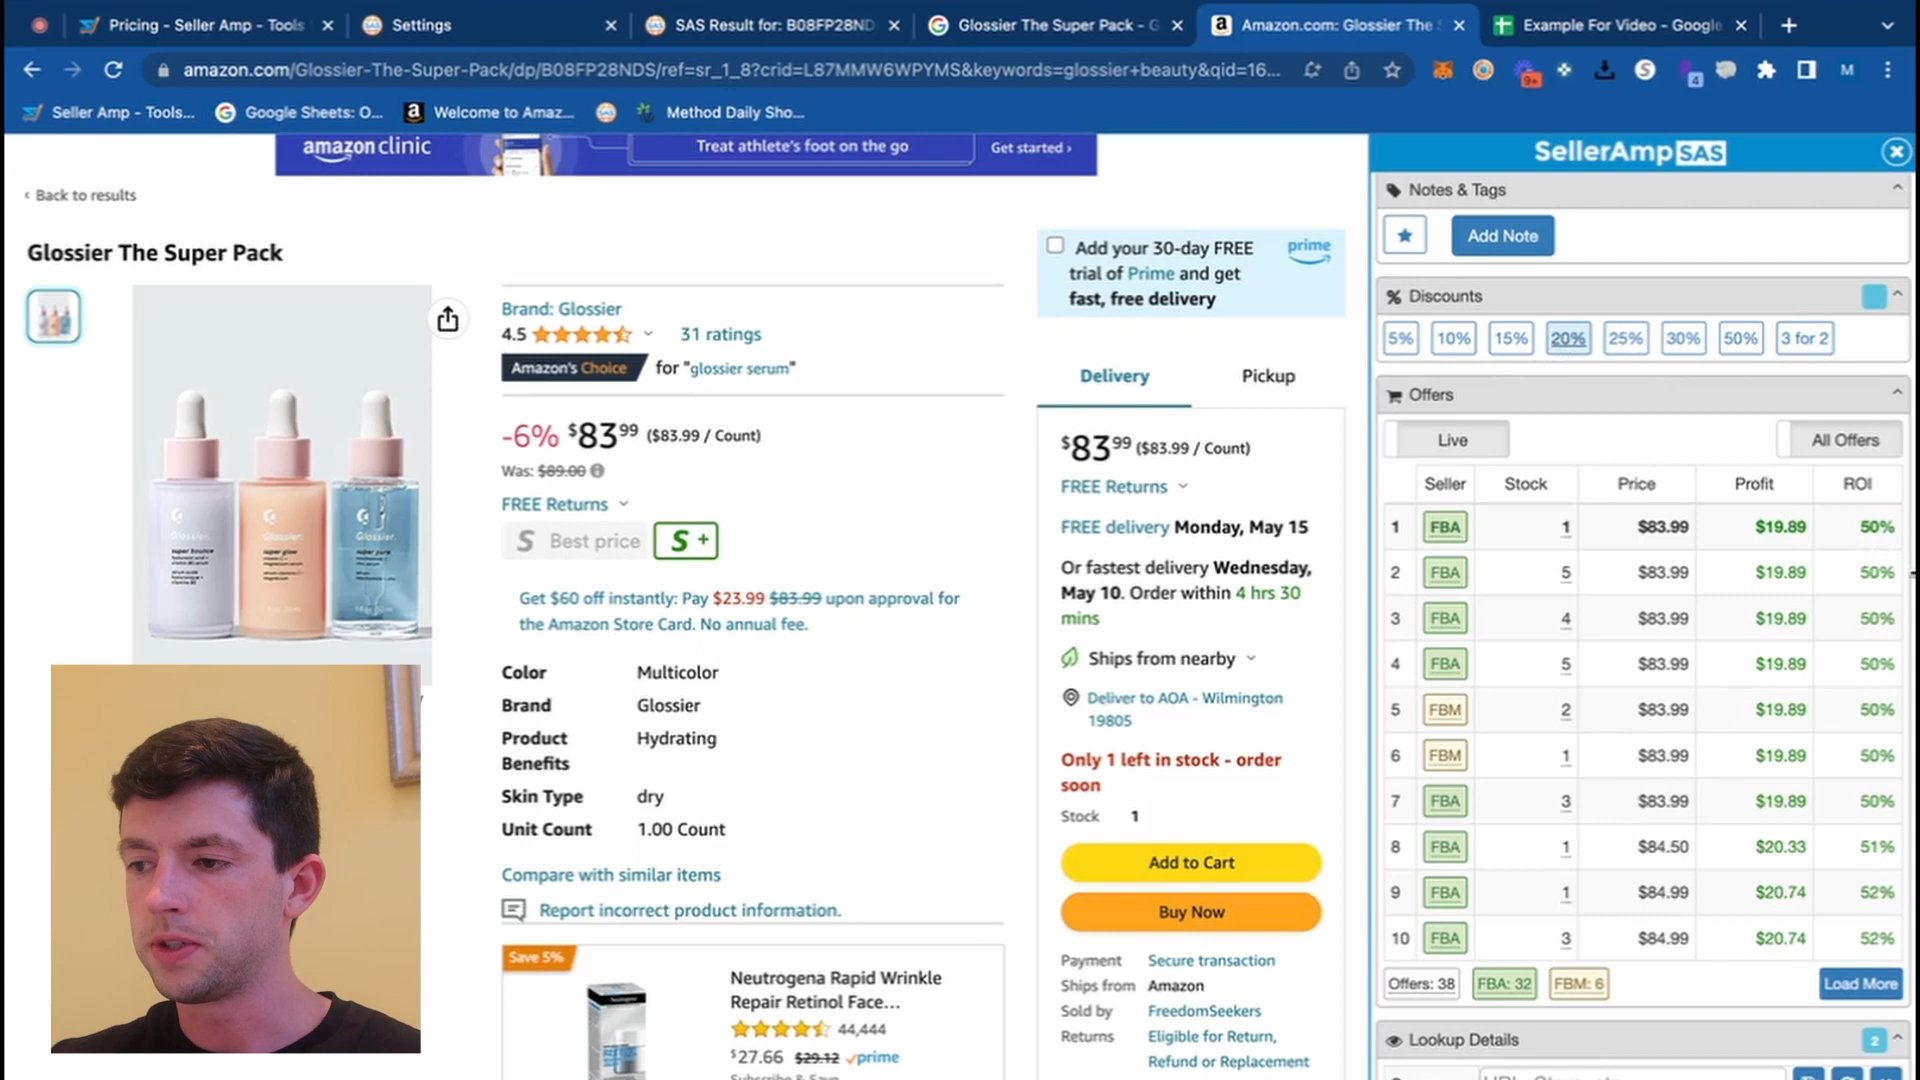 Pricing - Seller Amp - Tools
Settings
SAS Result for: B08FP28ND
Glossier The Super Pack - G
Amazon.com: Glossier The S
Example For Video - Google
amazon.com/Glossier-The-Super-Pack/dp/B08FP28NDS/ref=sr_1_8?crid=L87MMW6WPYMS&keywords=glossier+beauty&qid=16...
9+
4
M
Seller Amp - Tools...
Google Sheets: O...
Welcome to Amaz...
Method Daily Sho...
amazon clinic
Treat athlete's foot on the go
Get started ›
‹ Back to results
Glossier The Super Pack
Brand: Glossier
4.5
31 ratings
Amazon's Choice for "glossier serum"
-6% $83.99 ($83.99 / Count)
Was: $89.00
FREE Returns
S Best price
S +
Get $60 off instantly: Pay $23.99 $83.99 upon approval for
the Amazon Store Card. No annual fee.
Color Multicolor
Brand Glossier
Product Benefits Hydrating
Skin Type dry
Unit Count 1.00 Count
Compare with similar items
Report incorrect product information.
Save 5%
Neutrogena Rapid Wrinkle
Repair Retinol Face...
44,444
$27.66 $29.12 prime
Subscribe & Save
Glossier.
super bounce
Glossier.
super glow
Glossier.
super pure
Add your 30-day FREE
trial of Prime and get
fast, free delivery
prime
Delivery
Pickup
$83.99 ($83.99 / Count)
FREE Returns
FREE delivery Monday, May 15
Or fastest delivery Wednesday,
May 10. Order within 4 hrs 30
mins
Ships from nearby
Deliver to AOA - Wilmington
19805
Only 1 left in stock - order
soon
Stock 1
Add to Cart
Buy Now
Payment Secure transaction
Ships from Amazon
Sold by FreedomSeekers
Returns Eligible for Return,
Refund or Replacement
SellerAmp SAS
Notes & Tags
Add Note
% Discounts
5% 10% 15% 20% 25% 30% 50% 3 for 2
Offers
Live
All Offers
Seller Stock Price Profit ROI
1 FBA 1 $83.99 $19.89 50%
2 FBA 5 $83.99 $19.89 50%
3 FBA 4 $83.99 $19.89 50%
4 FBA 5 $83.99 $19.89 50%
5 FBM 2 $83.99 $19.89 50%
6 FBM 1 $83.99 $19.89 50%
7 FBA 3 $83.99 $19.89 50%
8 FBA 1 $84.50 $20.33 51%
9 FBA 1 $84.99 $20.74 52%
10 FBA 3 $84.99 $20.74 52%
Offers: 38 FBA: 32 FBM: 6 Load More
Lookup Details
2